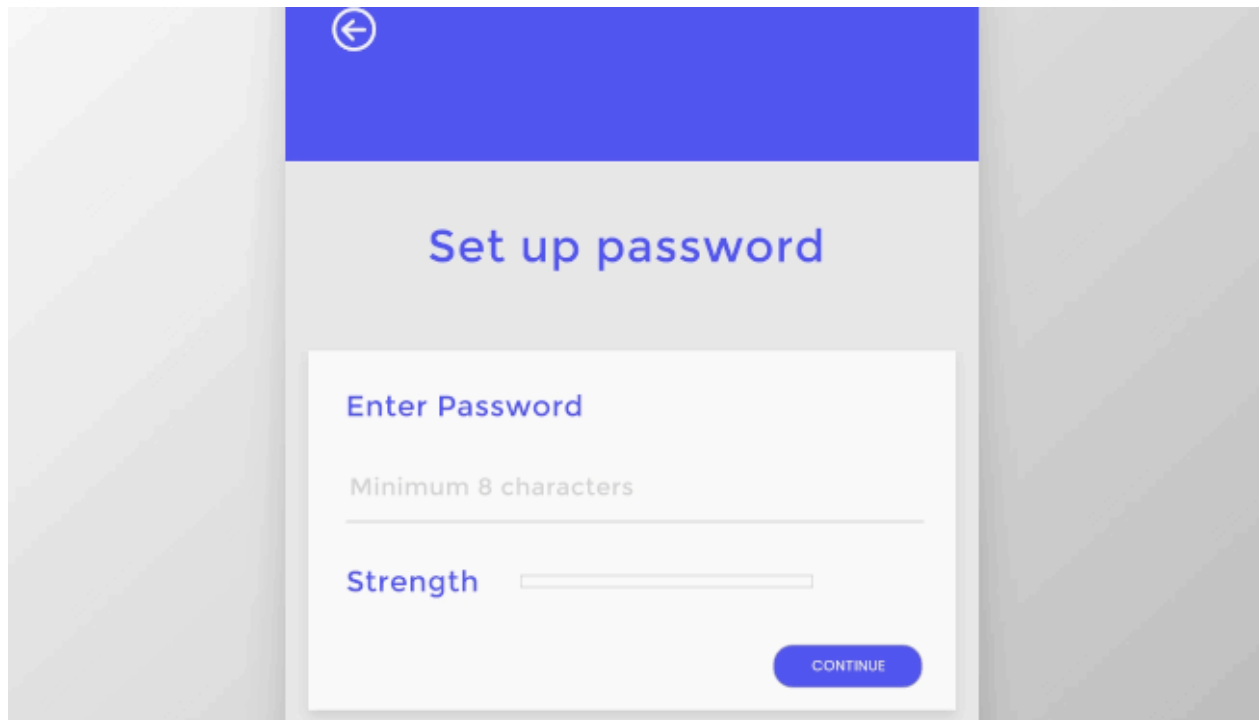 Set up password
Enter Password
Minimum 8 characters
Strength
CONTINUE